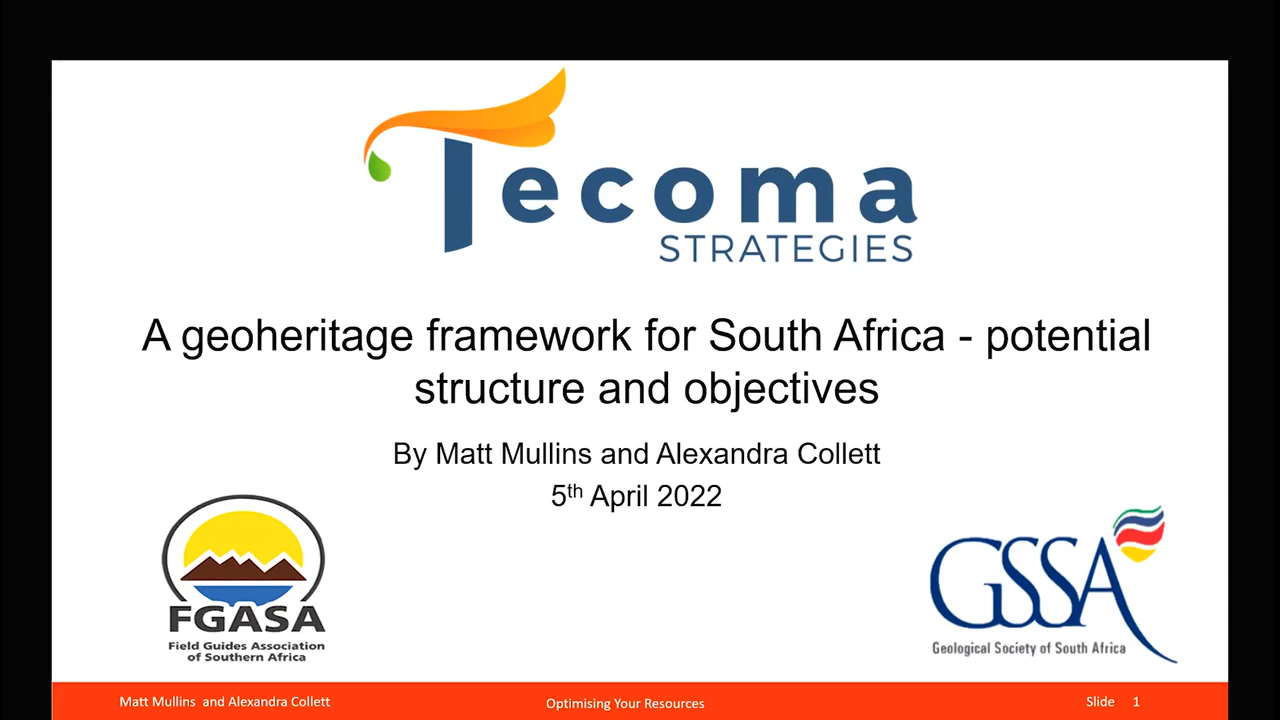 Tecoma
STRATEGIES
A geoheritage framework for South Africa - potential
structure and objectives
By Matt Mullins and Alexandra Collett
5th April 2022
FGASA
Field Guides Association
of Southern Africa
GSSA
Geological Society of South Africa
Matt Mullins and Alexandra Collett
Optimising Your Resources
Slide 1